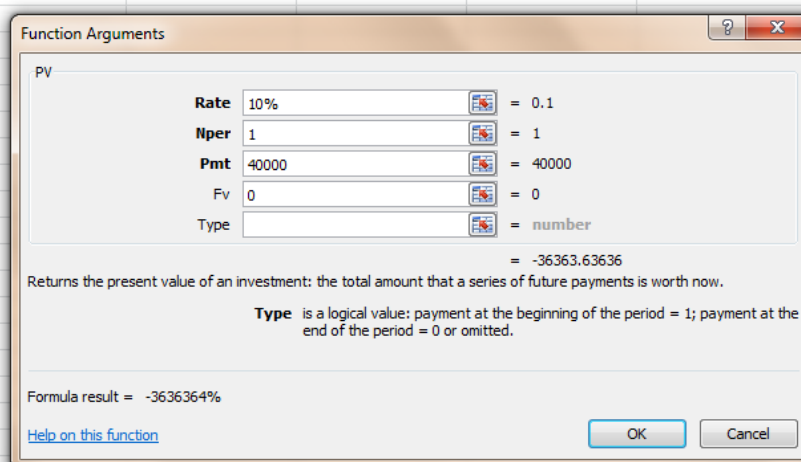 Function Arguments
?
x
PV
Rate 10% = 0.1
Nper 1 = 1
Pmt 40000 = 40000
Fv 0 = 0
Type = number
= -36363.63636
Returns the present value of an investment: the total amount that a series of future payments is worth now.
Type is a logical value: payment at the beginning of the period = 1; payment at the
end of the period = 0 or omitted.
Formula result = -3636364%
Help on this function
OK
Cancel